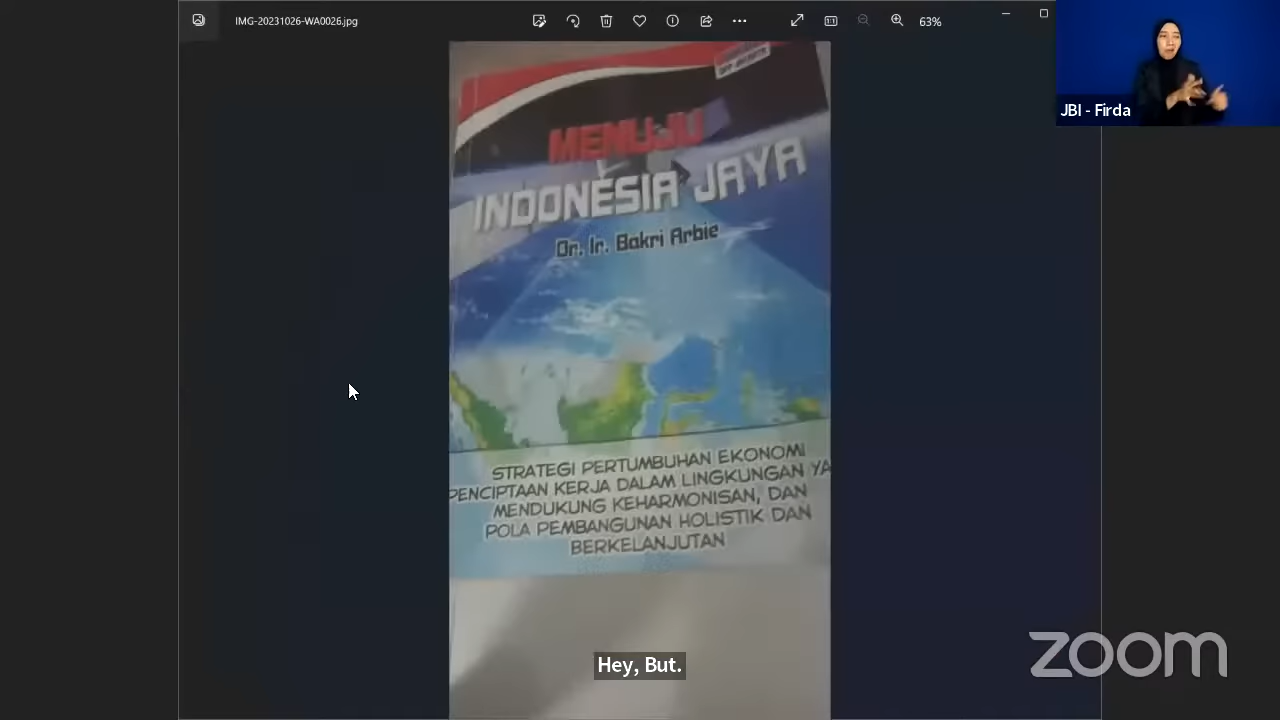 IMG-20231026-WA0026.jpg
63%
JBI - Firda
MENUJU
INDONESIA JAYA
Dr. Ir. Bakri Arbie
STRATEGI PERTUMBUHAN EKONOMI
PENCIPTAAN KERJA DALAM LINGKUNGAN YA
MENDUKUNG KEHARMONISAN, DAN
POLA PEMBANGUNAN HOLISTIK DAN
BERKELANJUTAN
Hey, But.
zoom